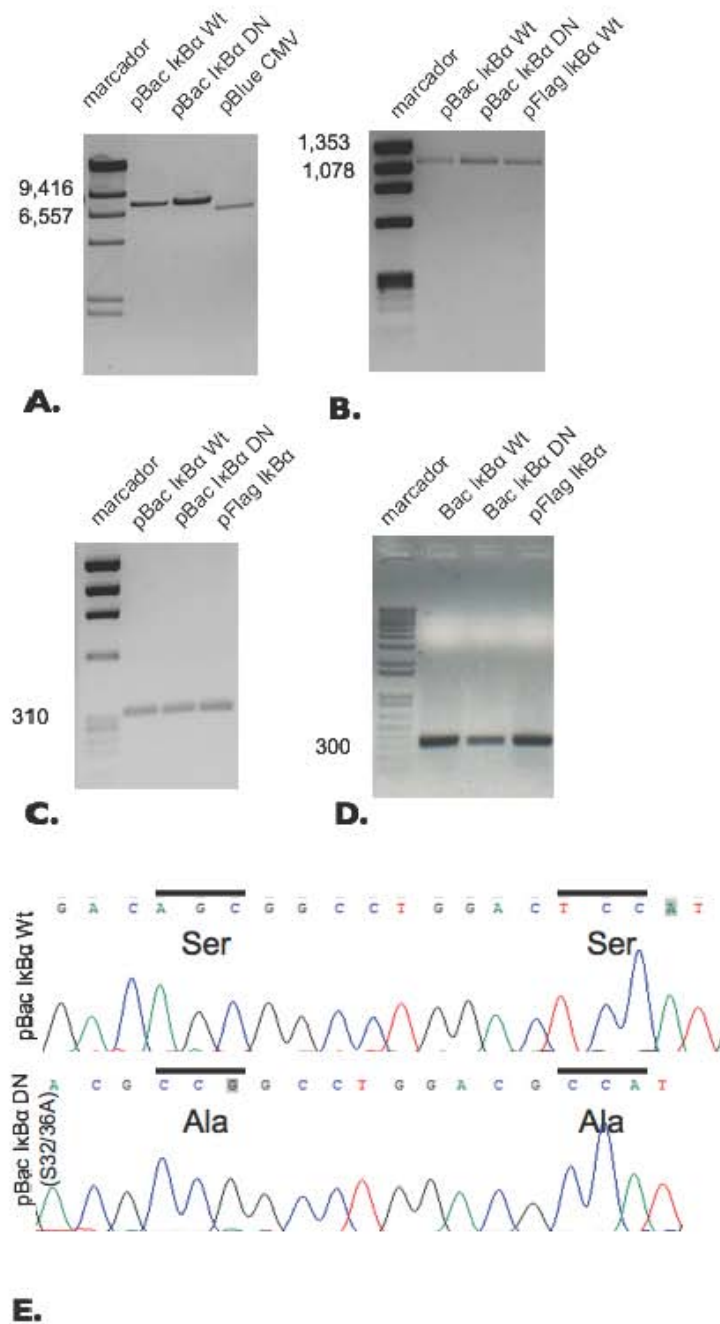 marcador
pBac IκBα Wt
pBac IκBα DN
pBlue CMV
9,416
6,557
A.
marcador
pBac IκBα Wt
pBac IκBα DN
pFlag IκBα Wt
1,353
1,078
B.
marcador
pBac IκBα Wt
pBac IκBα DN
pFlag IκBα
310
C.
marcador
Bac IκBα Wt
Bac IκBα DN
pFlag IκBα
300
D.
pBac IκBα Wt
G A C A G C G G C C T G G A C T C C A T
Ser Ser
pBac IκBα DN
(S32/36A)
A C G C C G G C C T G G A C G C C A T
Ala Ala
E.